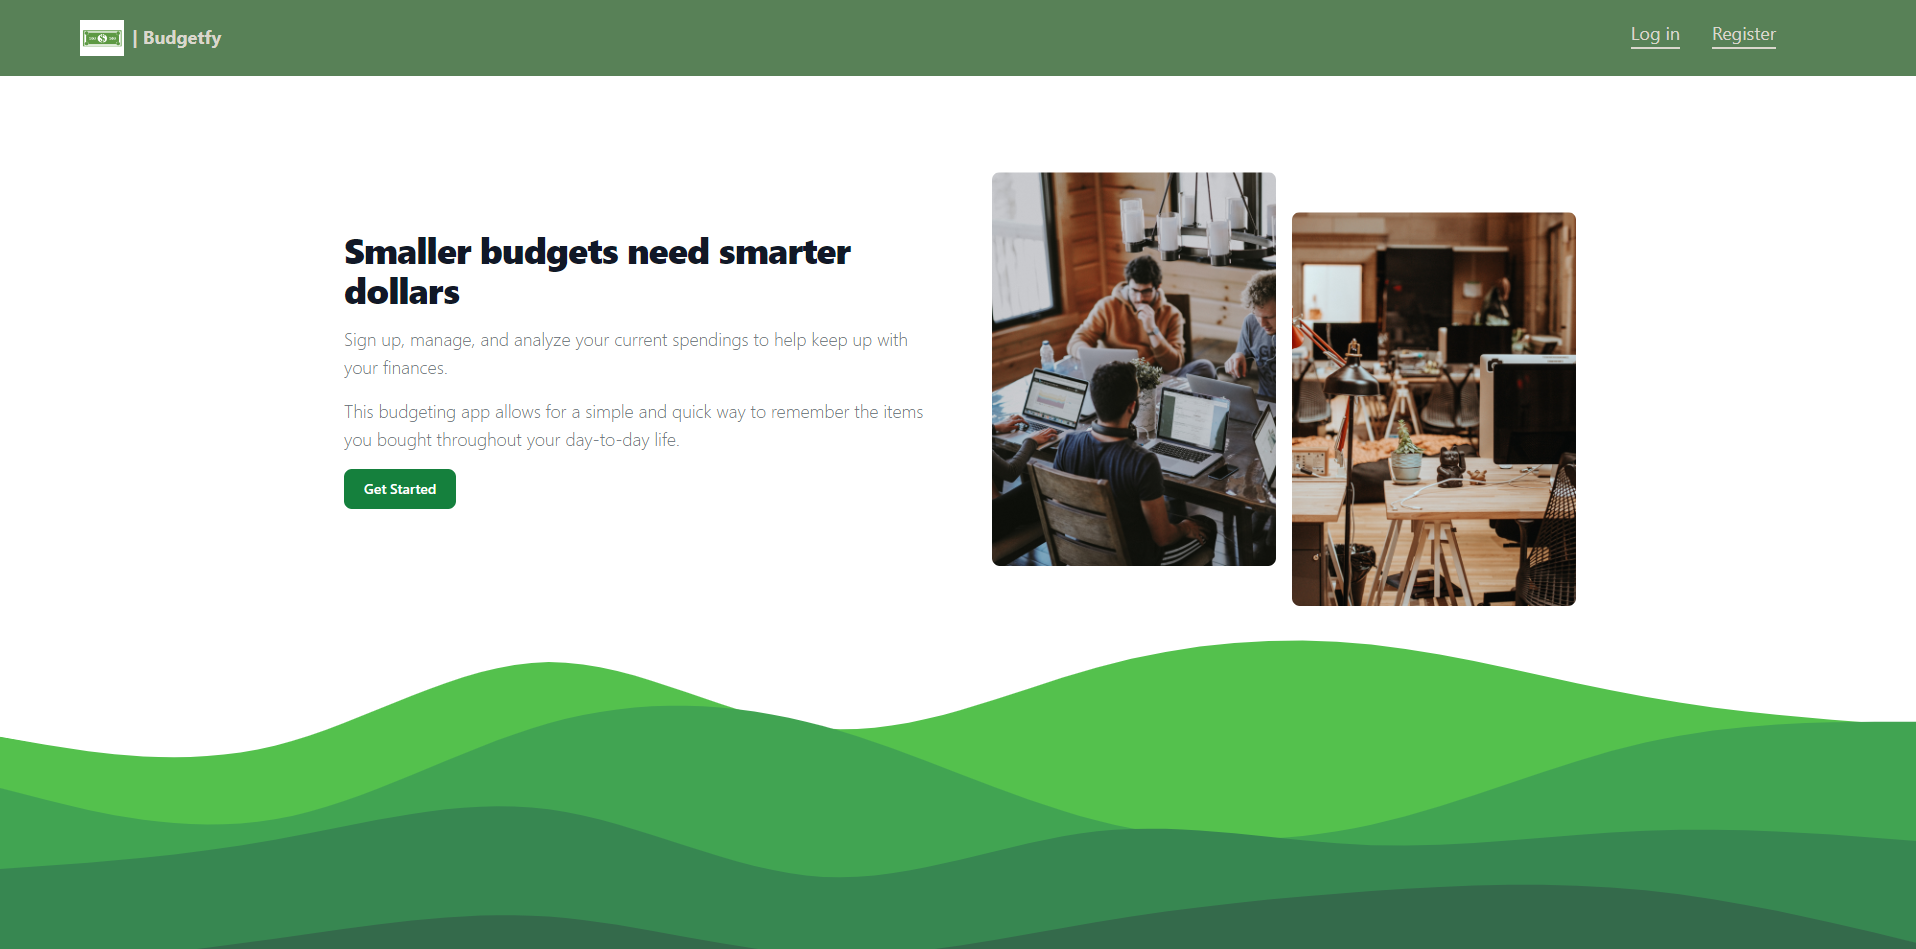 | Budgetfy
Log in
Register
Smaller budgets need smarter
dollars
Sign up, manage, and analyze your current spendings to help keep up with
your finances.
This budgeting app allows for a simple and quick way to remember the items
you bought throughout your day-to-day life.
Get Started